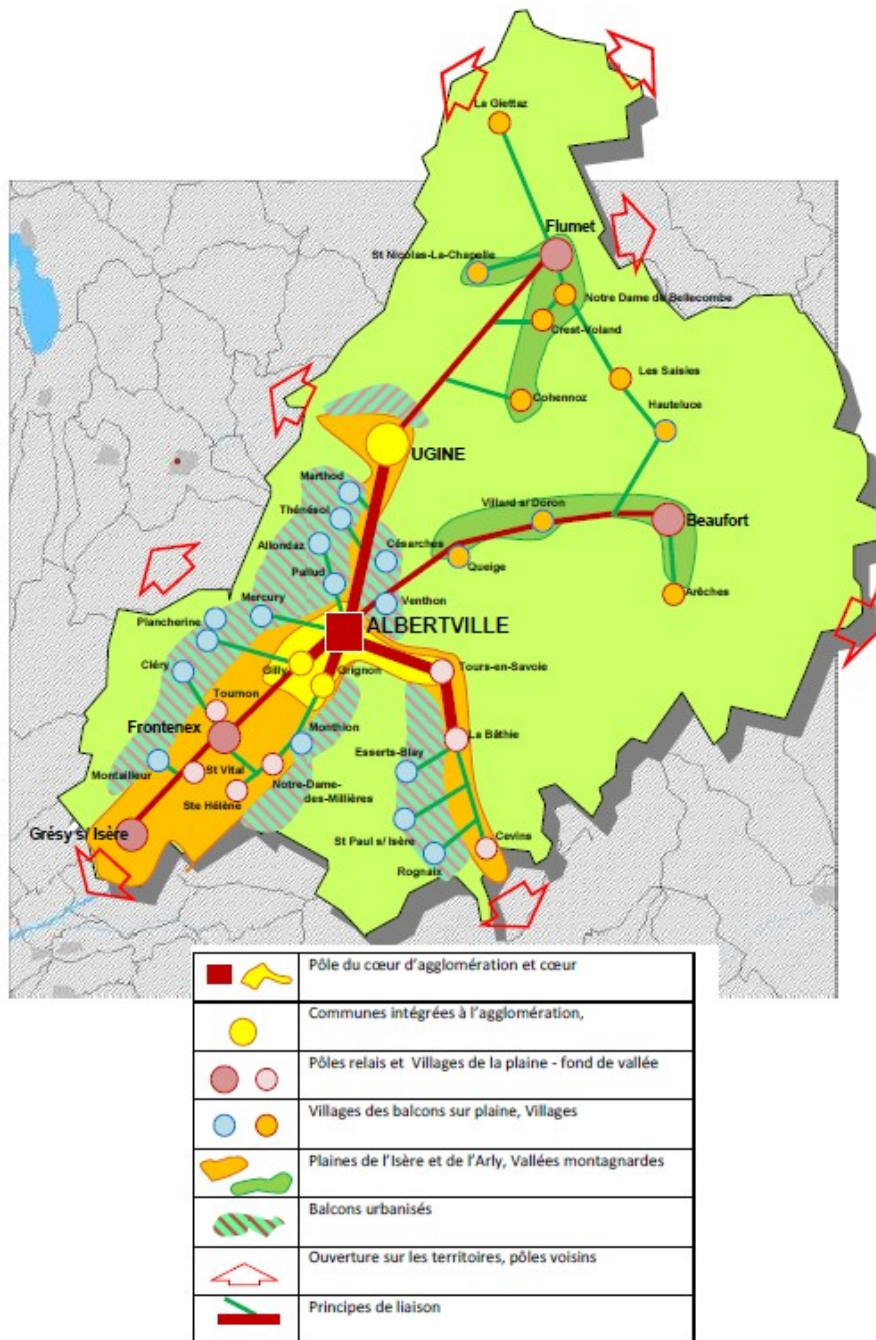 La Giettaz
Flumet
St Nicolas-La-Chapelle
Notre Dame de Bellecombe
Crest-Voland
Les Saisies
Cohennoz
Hauteluce
UGINE
Marthod
Villard s/ Doron
Beaufort
Thénésol
Allondaz
Césarches
Queige
Pallud
Arêches
Mercury
Venthon
Plancherine
ALBERTVILLE
Cléry
Gilly
Grignon
Tours-en-Savoie
Tournon
Frontenex
Monthion
La Bâthie
Esserts-Blay
Montailleur
St Vital
Notre-Dame-
des-Millières
Ste Hélène
Grésy s/ Isère
St Paul s/ Isère
Cevins
Rognaix
Pôle du cœur d'agglomération et cœur
Communes intégrées à l'agglomération,
Pôles relais et Villages de la plaine - fond de vallée
Villages des balcons sur plaine, Villages
Plaines de l'Isère et de l'Arly, Vallées montagnardes
Balcons urbanisés
Ouverture sur les territoires, pôles voisins
Principes de liaison